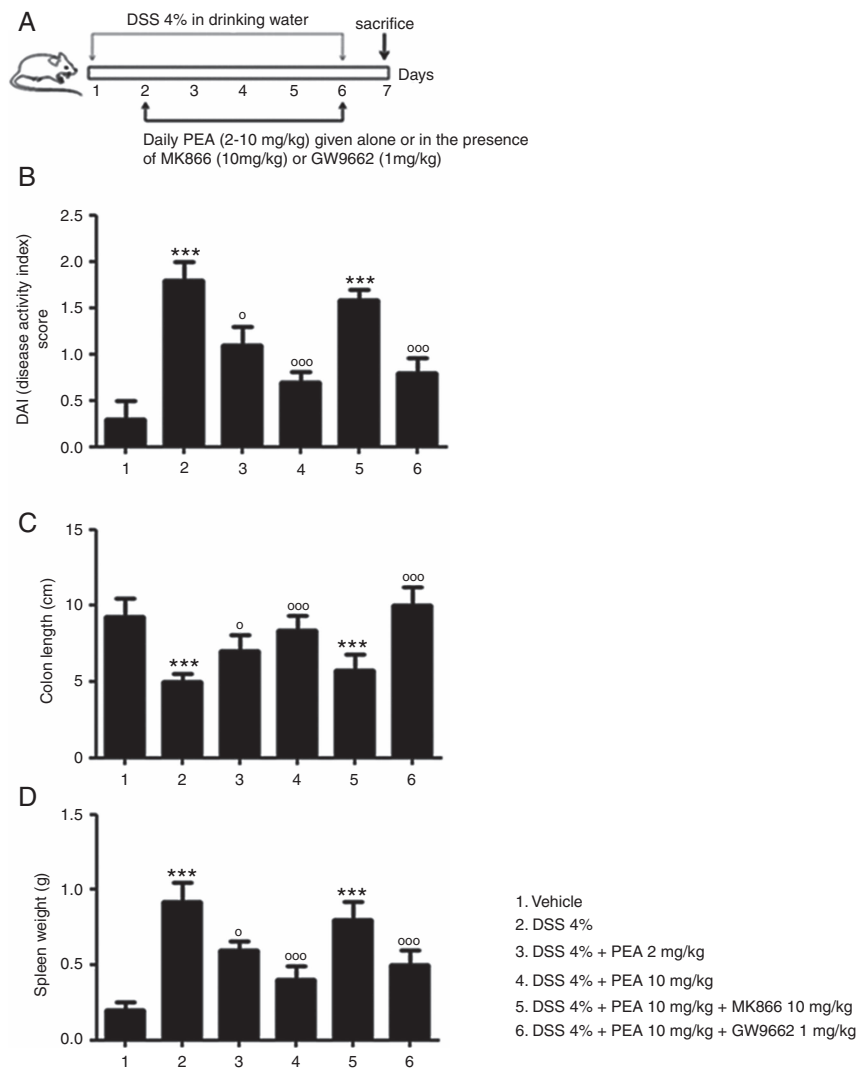 A
DSS 4% in drinking water
sacrifice
Days
1 2 3 4 5 6 7
Daily PEA (2-10 mg/kg) given alone or in the presence
of MK866 (10mg/kg) or GW9662 (1mg/kg)
B
DAI (disease activity index)
score
2.5
2.0
1.5
1.0
0.5
0.0
***
o
ooo
***
ooo
1 2 3 4 5 6
C
Colon length (cm)
15
10
5
0
***
o
ooo
***
ooo
1 2 3 4 5 6
D
Spleen weight (g)
1.5
1.0
0.5
0.0
***
o
ooo
***
ooo
1 2 3 4 5 6
1. Vehicle
2. DSS 4%
3. DSS 4% + PEA 2 mg/kg
4. DSS 4% + PEA 10 mg/kg
5. DSS 4% + PEA 10 mg/kg + MK866 10 mg/kg
6. DSS 4% + PEA 10 mg/kg + GW9662 1 mg/kg